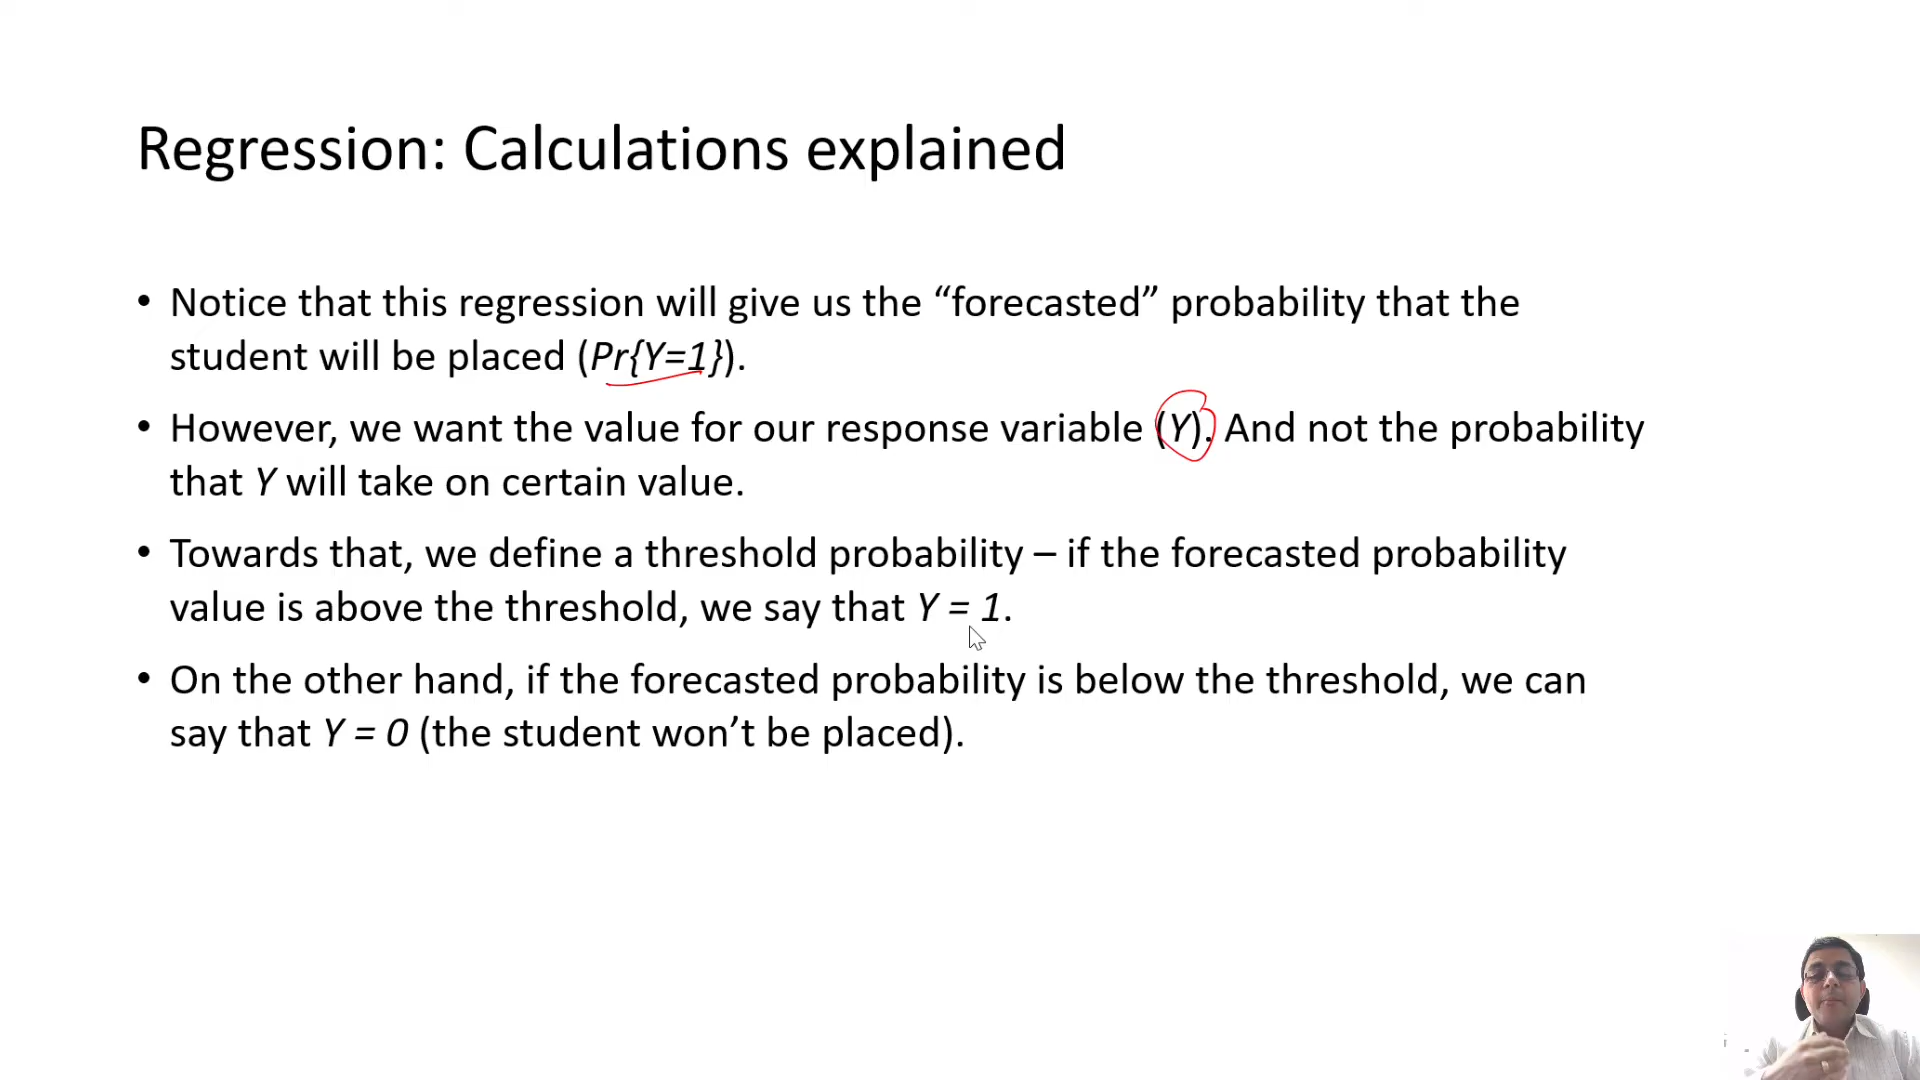 Regression: Calculations explained
• Notice that this regression will give us the “forecasted” probability that the
student will be placed (Pr{Y=1}).
• However, we want the value for our response variable (Y). And not the probability
that Y will take on certain value.
• Towards that, we define a threshold probability – if the forecasted probability
value is above the threshold, we say that Y = 1.
• On the other hand, if the forecasted probability is below the threshold, we can
say that Y = 0 (the student won’t be placed).